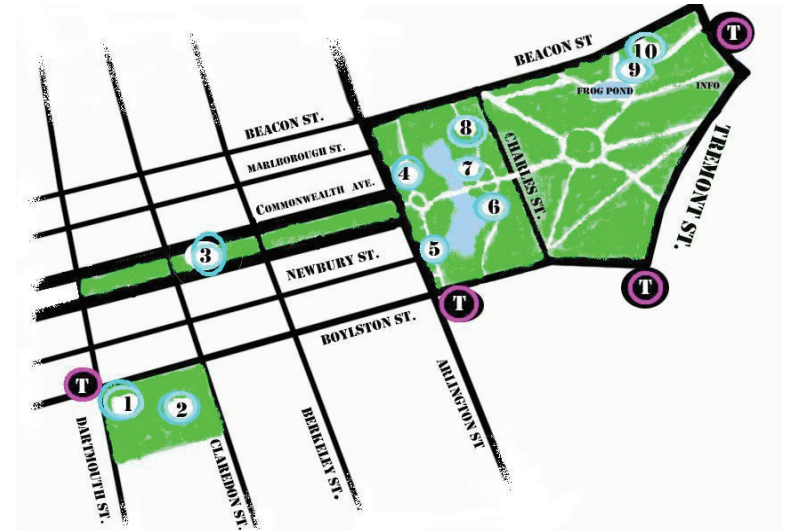 T
10
BEACON ST
9
FROG POND
INFO
BEACON ST.
8
CHARLES ST.
TREMONT ST.
MARLBOROUGH ST.
4
7
COMMONWEALTH AVE.
6
3
5
NEWBURY ST.
T
T
BOYLSTON ST.
T
1
2
DARTMOUTH ST.
CLAREDON ST.
BERKELEY ST.
ARLINGTON ST